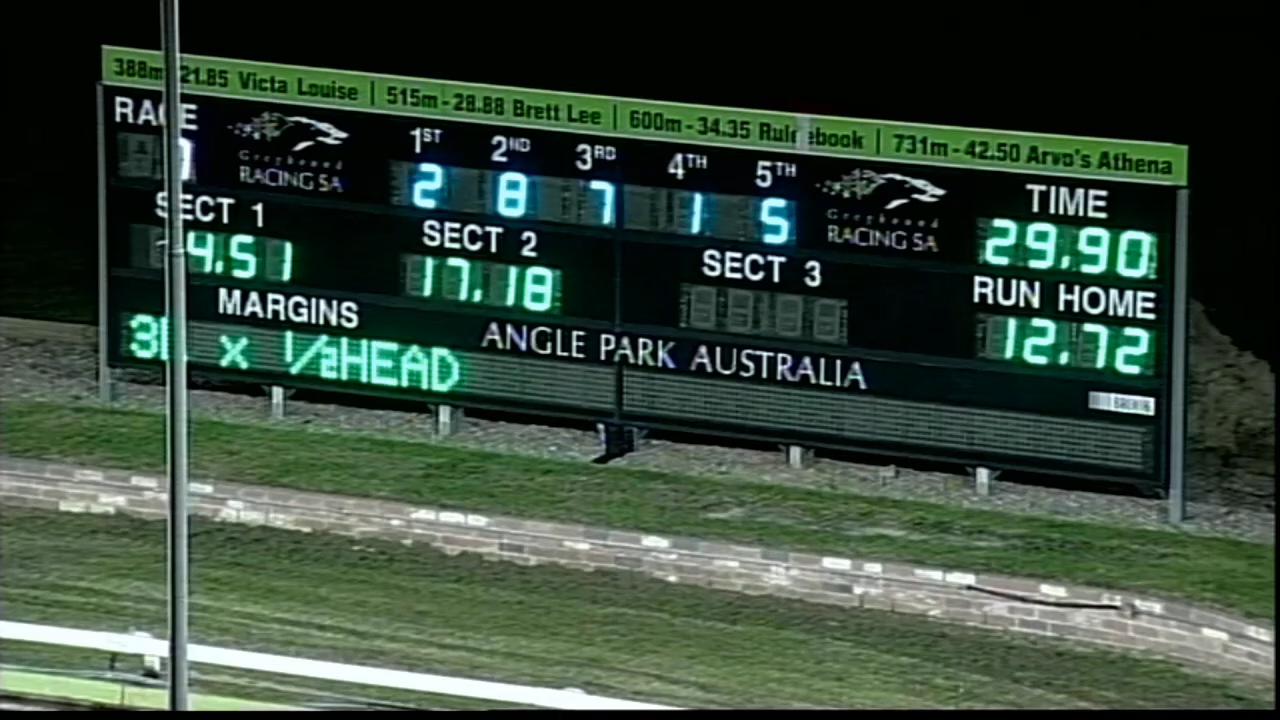 388m - 21.85 Victa Louise | 515m - 28.88 Brett Lee | 600m - 34.35 Rulebook | 731m - 42.50 Arvo's Athena
RACE
Greyhound
RACING SA
1ST 2ND 3RD 4TH 5TH
2 8 7 1 5
Greyhound
RACING SA
TIME
29.90
SECT 1
4.51
SECT 2
17.18
SECT 3
RUN HOME
12.72
MARGINS
x 1/2HEAD
ANGLE PARK AUSTRALIA